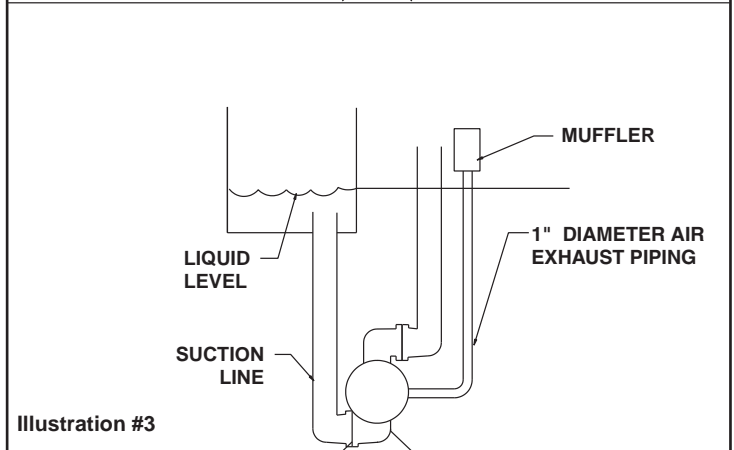 MUFFLER
1" DIAMETER AIR
EXHAUST PIPING
LIQUID
LEVEL
SUCTION
LINE
Illustration #3